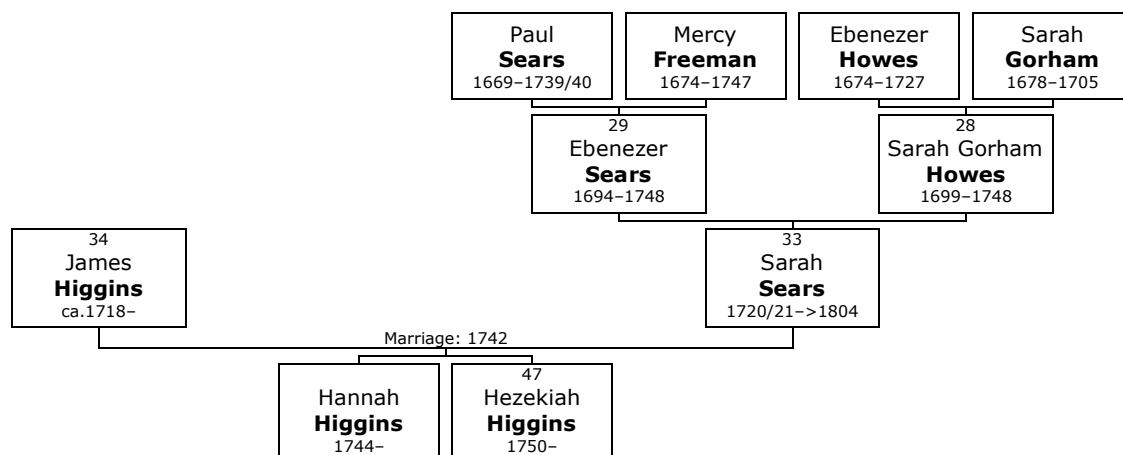 Paul
Sears
1669–1739/40
Mercy
Freeman
1674–1747
Ebenezer
Howes
1674–1727
Sarah
Gorham
1678–1705
29
Ebenezer
Sears
1694–1748
28
Sarah Gorham
Howes
1699–1748
34
James
Higgins
ca.1718–
33
Sarah
Sears
1720/21–>1804
Marriage: 1742
Hannah
Higgins
1744–
47
Hezekiah
Higgins
1750–